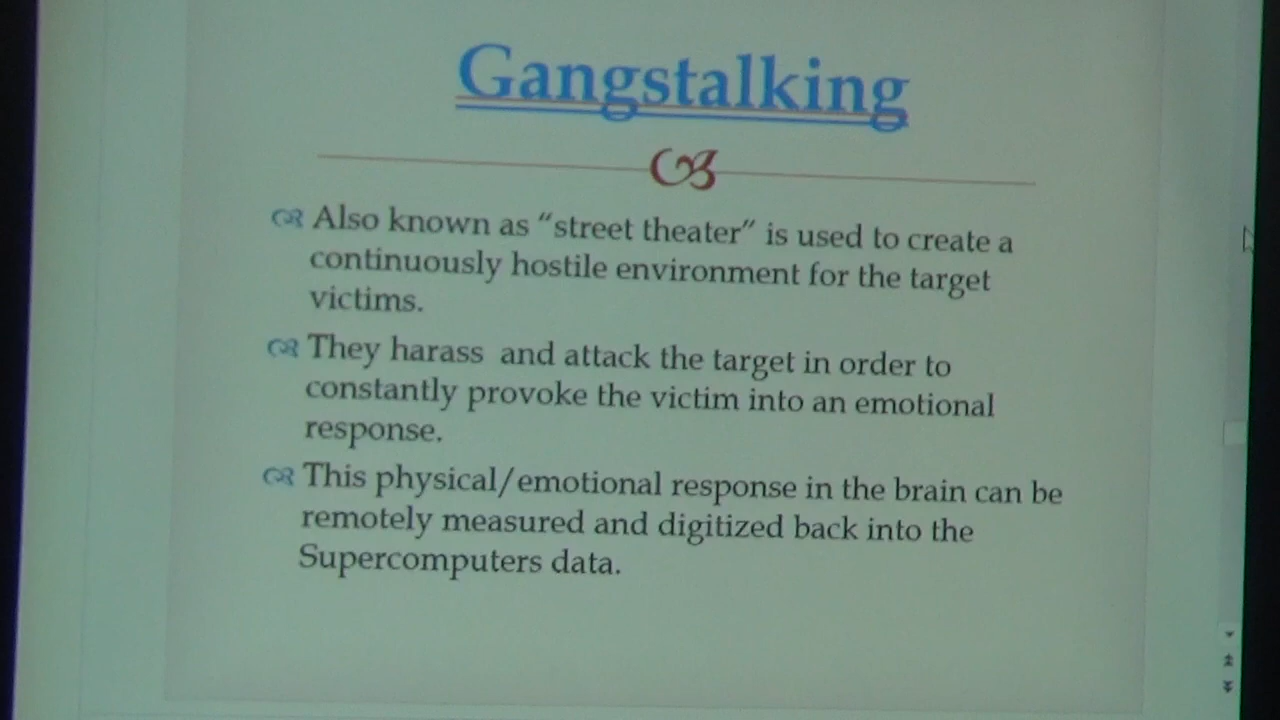 Gangstalking
Also known as “street theater” is used to create a
continuously hostile environment for the target
victims.
They harass and attack the target in order to
constantly provoke the victim into an emotional
response.
This physical/emotional response in the brain can be
remotely measured and digitized back into the
Supercomputers data.